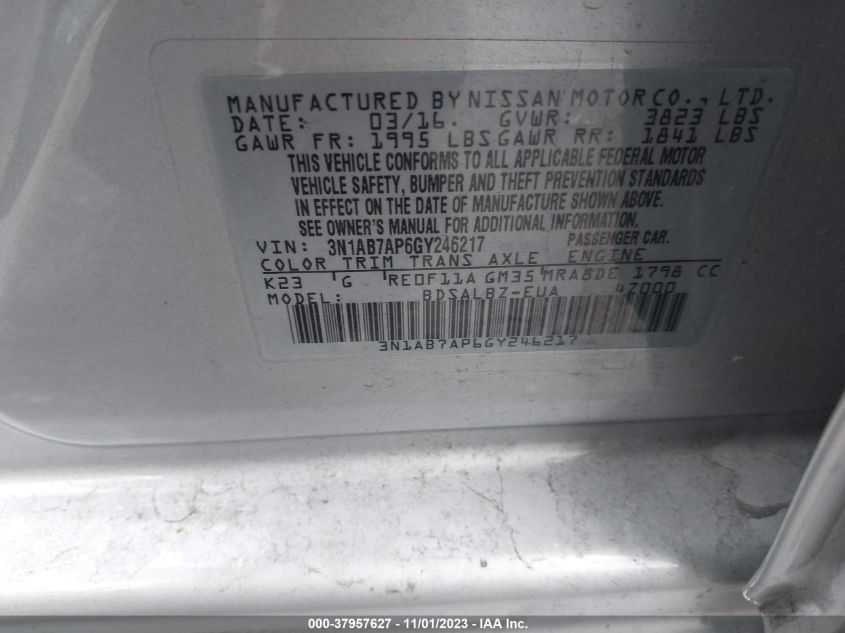 MANUFACTURED BY NISSAN MOTOR CO., LTD.
DATE: 03/16. GVWR: 3823 LBS
GAWR FR: 1995 LBS GAWR RR: 1841 LBS
THIS VEHICLE CONFORMS TO ALL APPLICABLE FEDERAL MOTOR
VEHICLE SAFETY, BUMPER AND THEFT PREVENTION STANDARDS
IN EFFECT ON THE DATE OF MANUFACTURE SHOWN ABOVE.
SEE OWNER'S MANUAL FOR ADDITIONAL INFORMATION.
VIN: 3N1AB7AP6GY246217 PASSENGER CAR.
COLOR TRIM TRANS AXLE ENGINE
K23 G RE0F11A GM35 MRA8DE 1798 CC
MODEL: BDSALBZ-EUA 4Z000
3N1AB7AP6GY246217
000-37957627 - 11/01/2023 - IAA Inc.